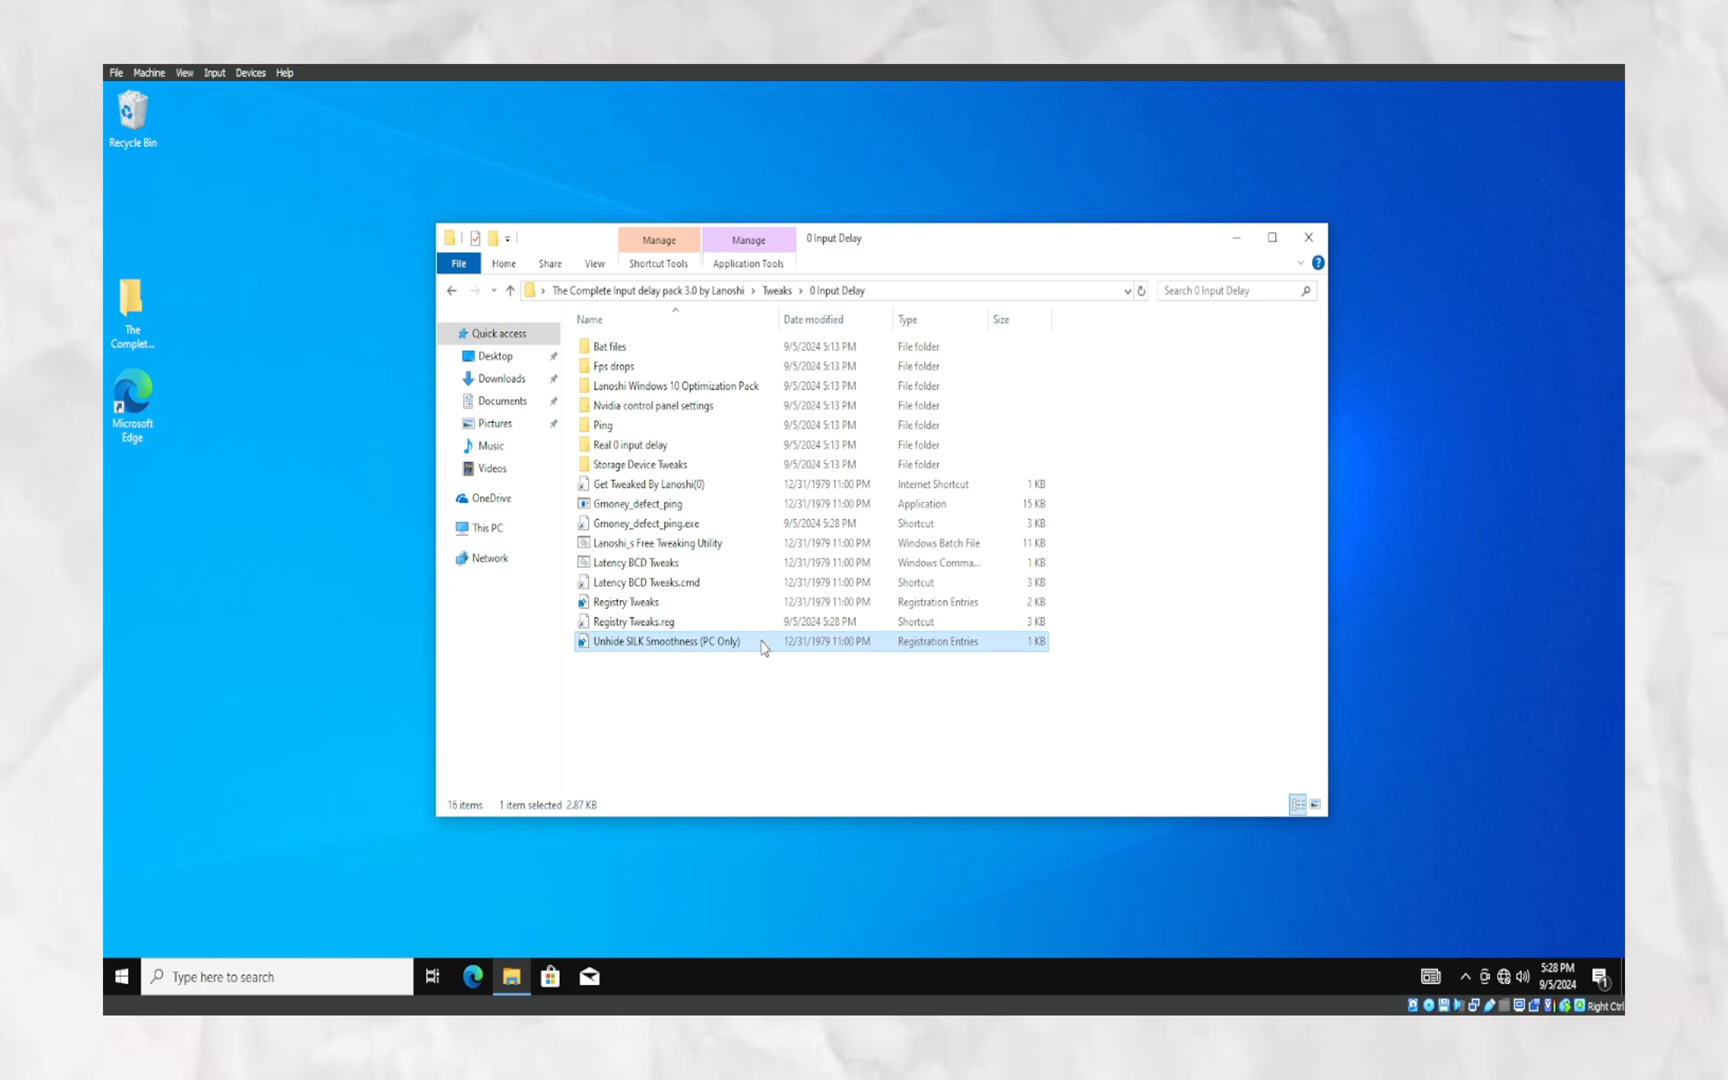 File Machine View Input Devices Help
Recycle Bin
The
Complet...
Microsoft
Edge
Manage Manage 0 Input Delay
File Home Share View Shortcut Tools Application Tools
The Complete Input delay pack 3.0 by Lanoshi > Tweaks > 0 Input Delay
Search 0 Input Delay
Quick access
Desktop
Downloads
Documents
Pictures
Music
Videos
OneDrive
This PC
Network
Name Date modified Type Size
Bat files 9/5/2024 5:13 PM File folder
Fps drops 9/5/2024 5:13 PM File folder
Lanoshi Windows 10 Optimization Pack 9/5/2024 5:13 PM File folder
Nvidia control panel settings 9/5/2024 5:13 PM File folder
Ping 9/5/2024 5:13 PM File folder
Real 0 input delay 9/5/2024 5:13 PM File folder
Storage Device Tweaks 9/5/2024 5:13 PM File folder
Get Tweaked By Lanoshi(0) 12/31/1979 11:00 PM Internet Shortcut 1 KB
Gmoney_defect_ping 12/31/1979 11:00 PM Application 15 KB
Gmoney_defect_ping.exe 9/5/2024 5:28 PM Shortcut 3 KB
Lanoshi_s Free Tweaking Utility 12/31/1979 11:00 PM Windows Batch File 11 KB
Latency BCD Tweaks 12/31/1979 11:00 PM Windows Comma... 1 KB
Latency BCD Tweaks.cmd 12/31/1979 11:00 PM Shortcut 3 KB
Registry Tweaks 12/31/1979 11:00 PM Registration Entries 2 KB
Registry Tweaks.reg 9/5/2024 5:28 PM Shortcut 3 KB
Unhide SILK Smoothness (PC Only) 12/31/1979 11:00 PM Registration Entries 1 KB
16 items 1 item selected 2.87 KB
Type here to search
5:28 PM
9/5/2024
1
Right Ctrl